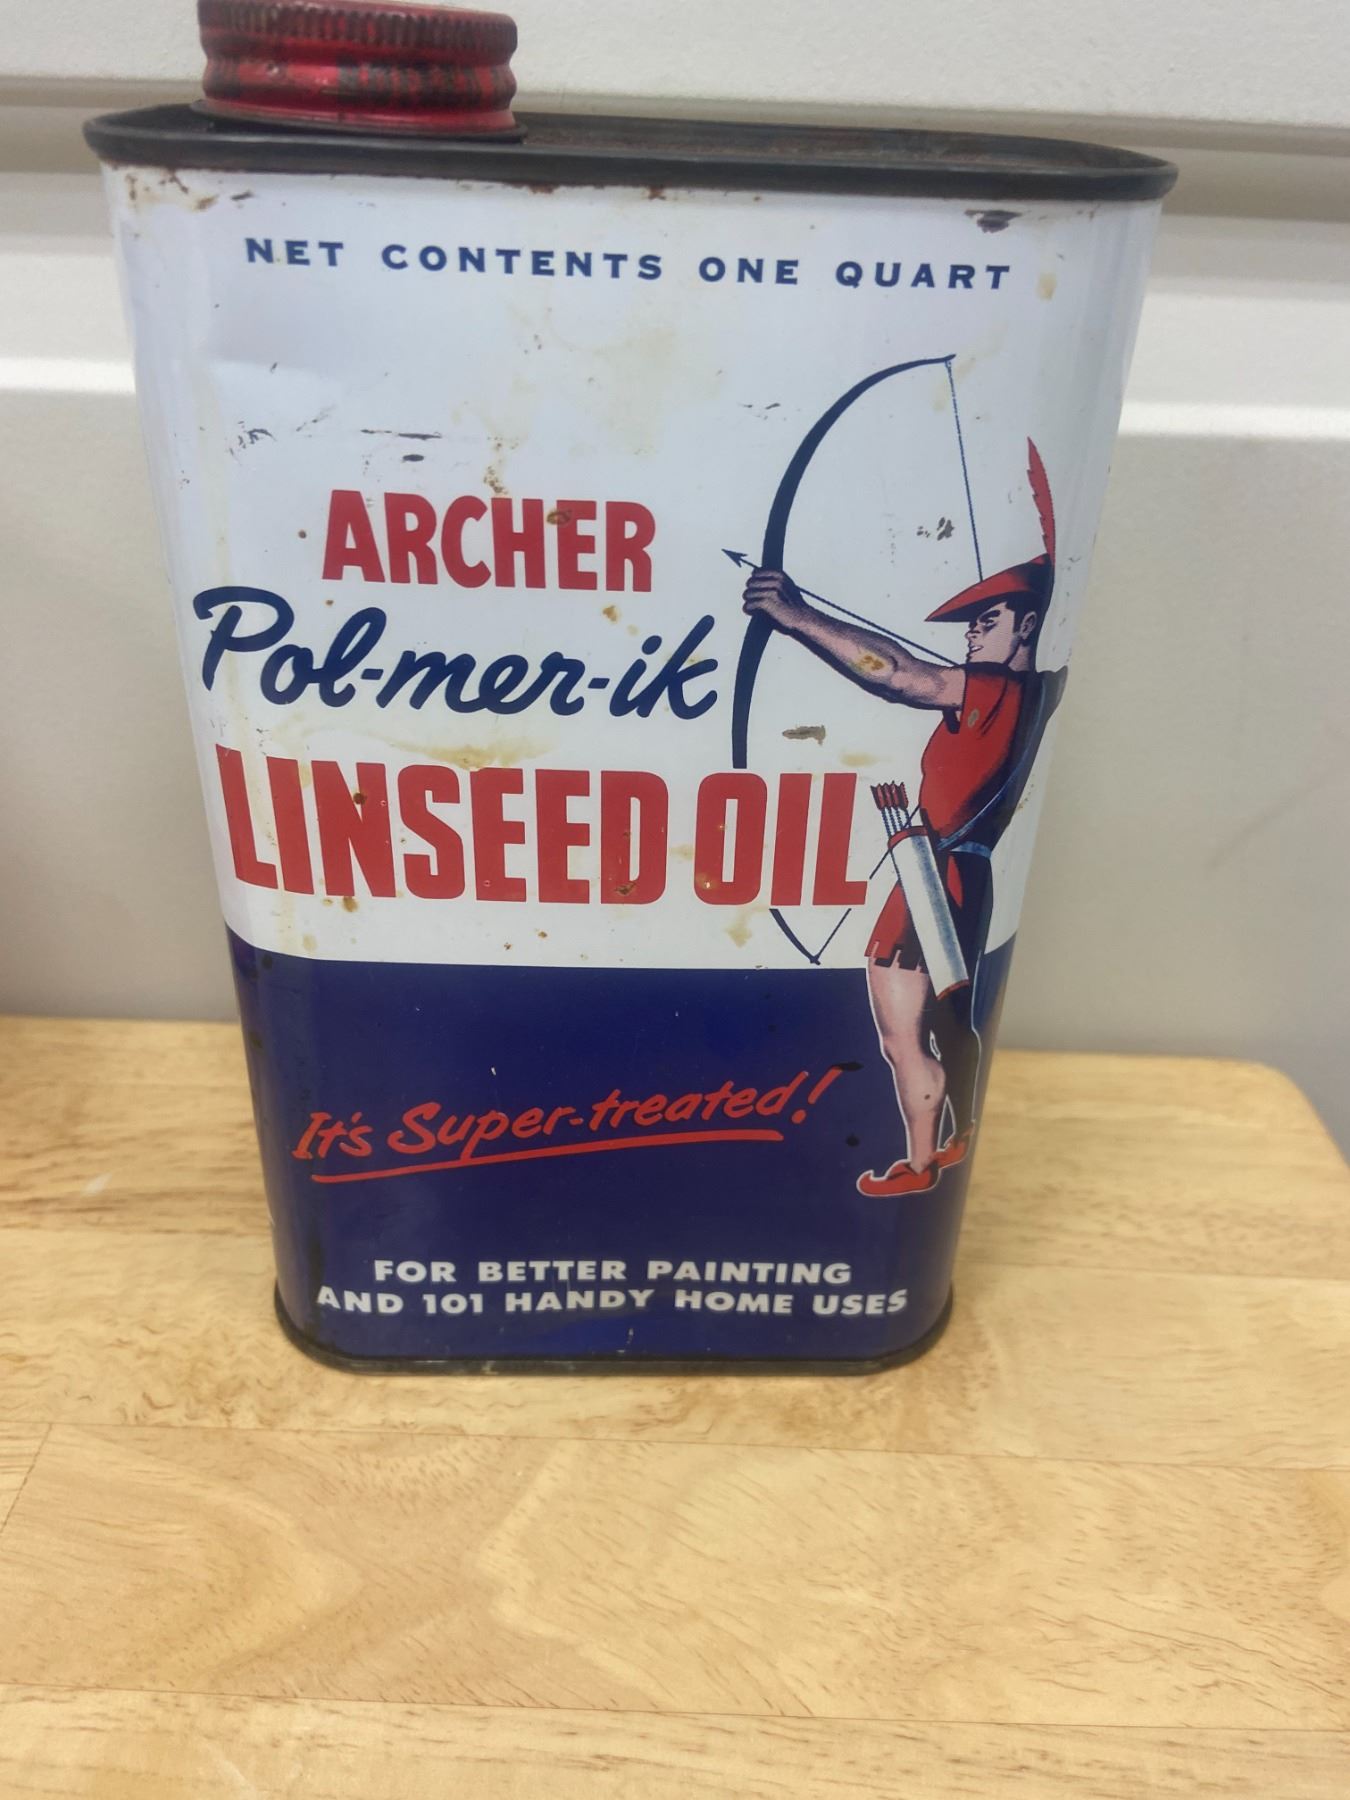 NET CONTENTS ONE QUART
ARCHER
Pol-mer-ik
LINSEED OIL
It's Super-treated!
FOR BETTER PAINTING
AND 101 HANDY HOME USES